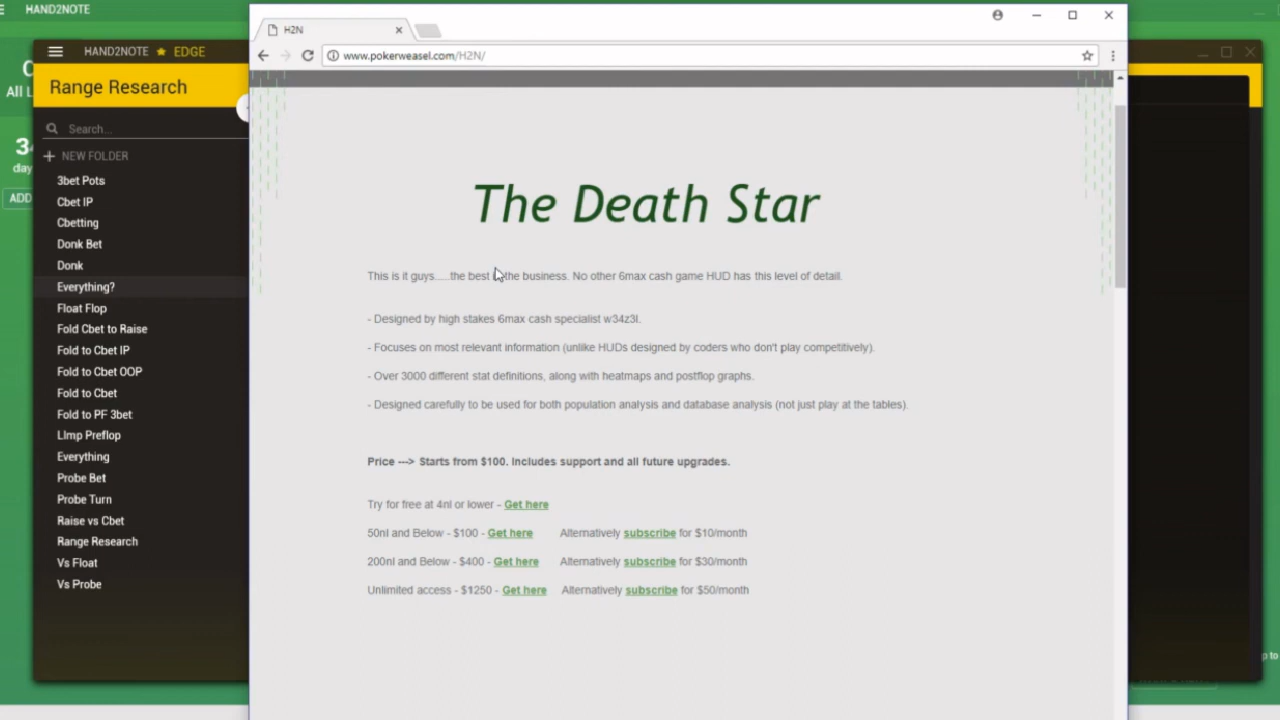 HAND2NOTE
H2N
www.pokerweasel.com/H2N/
HAND2NOTE ★ EDGE
Range Research
All
Search...
NEW FOLDER
day
ADD
3bet Pots
Cbet IP
Cbetting
Donk Bet
Donk
Everything?
Float Flop
Fold Cbet to Raise
Fold to Cbet IP
Fold to Cbet OOP
Fold to Cbet
Fold to PF 3bet
LImp Preflop
Everything
Probe Bet
Probe Turn
Raise vs Cbet
Range Research
Vs Float
Vs Probe
The Death Star
This is it guys.....the best the business. No other 6max cash game HUD has this level of detail.
- Designed by high stakes 6max cash specialist w34z3l.
- Focuses on most relevant information (unlike HUDs designed by coders who don't play competitively).
- Over 3000 different stat definitions, along with heatmaps and postflop graphs.
- Designed carefully to be used for both population analysis and database analysis (not just play at the tables).
Price ---> Starts from $100. Includes support and all future upgrades.
Try for free at 4nl or lower - Get here
50nl and Below - $100 - Get here Alternatively subscribe for $10/month
200nl and Below - $400 - Get here Alternatively subscribe for $30/month
Unlimited access - $1250 - Get here Alternatively subscribe for $50/month
p to